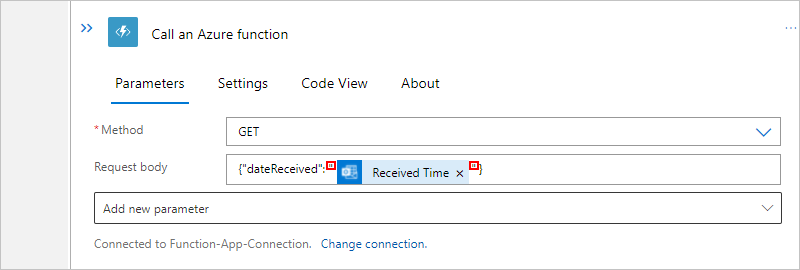 Call an Azure function
Parameters Settings Code View About
* Method GET
Request body {"dateReceived":" Received Time × "}
Add new parameter
Connected to Function-App-Connection. Change connection.